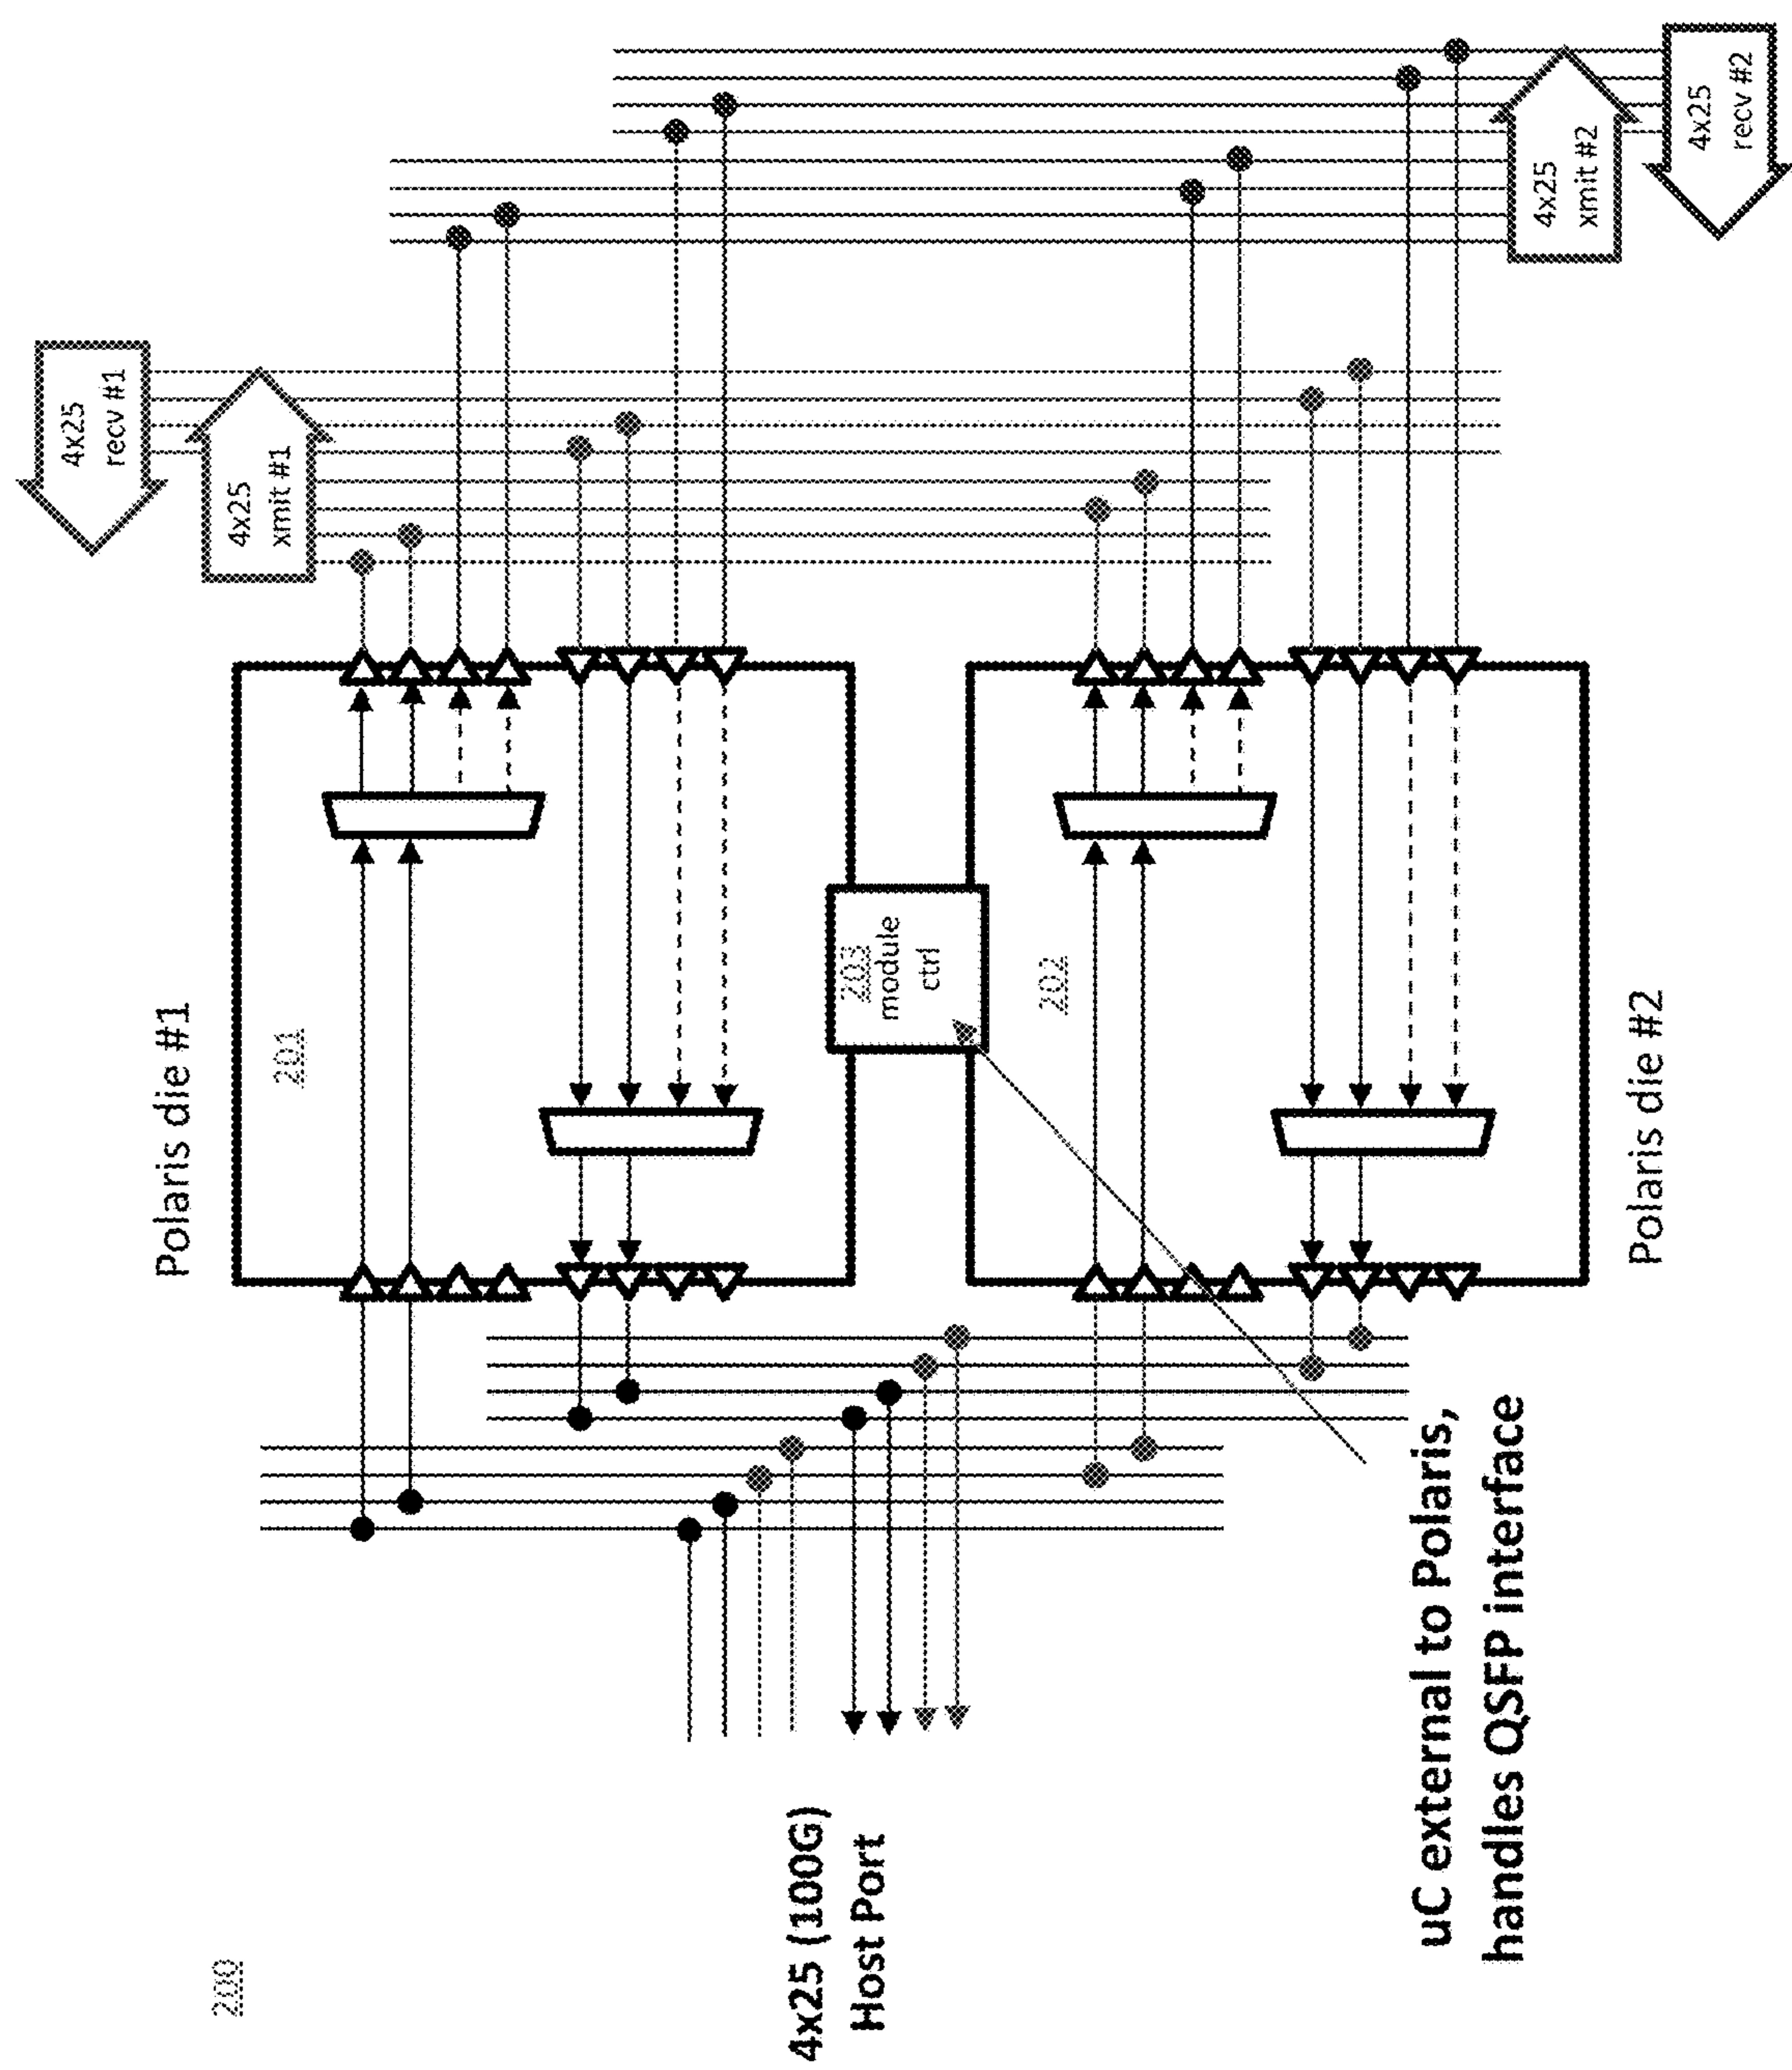 200
4x25 (100G)
Host Port
uC external to Polaris,
handles QSFP interface
Polaris die #1
201
203
module
ctrl
202
Polaris die #2
4x25
recv #1
4x25
xmit #1
4x25
xmit #2
4x25
recv #2